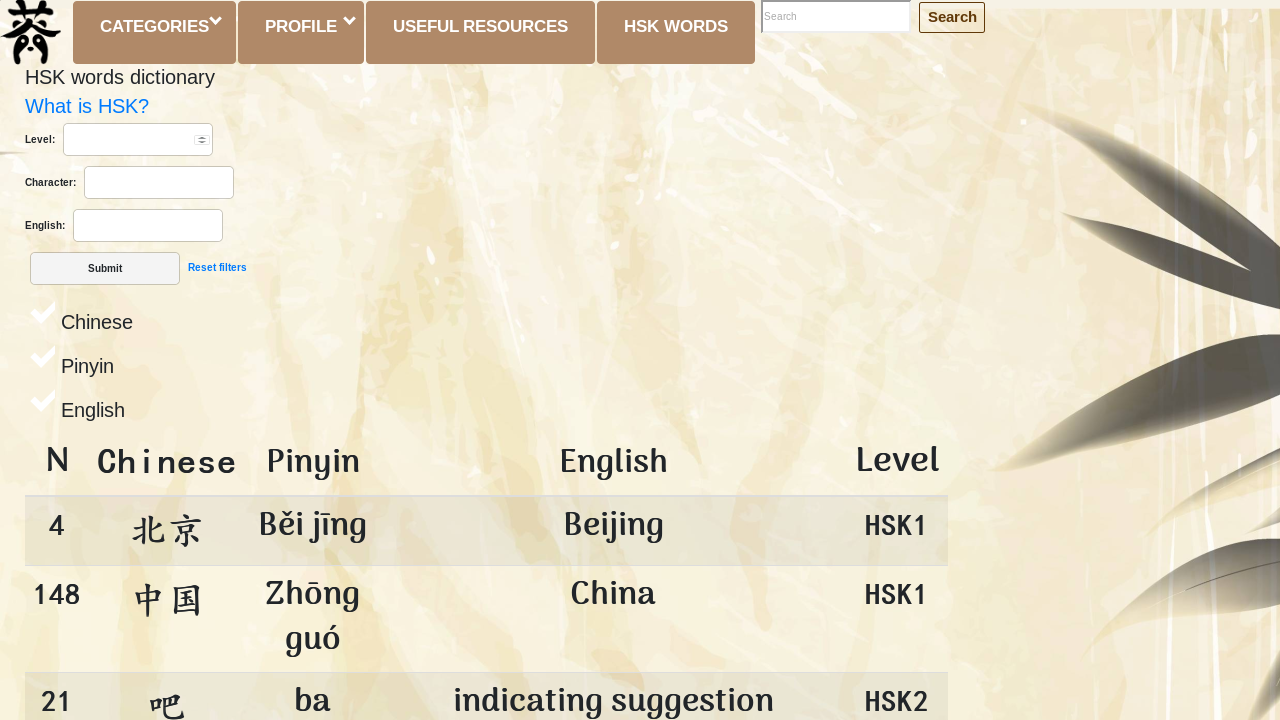 CATEGORIES PROFILE USEFUL RESOURCES HSK WORDS Search Search
HSK words dictionary
What is HSK?
Level:
Character:
English:
Submit Reset filters
Chinese
Pinyin
English
N Chinese Pinyin English Level
4 北京 Běi jīng Beijing HSK1
148 中国 Zhōng guó China HSK1
21 吧 ba indicating suggestion HSK2